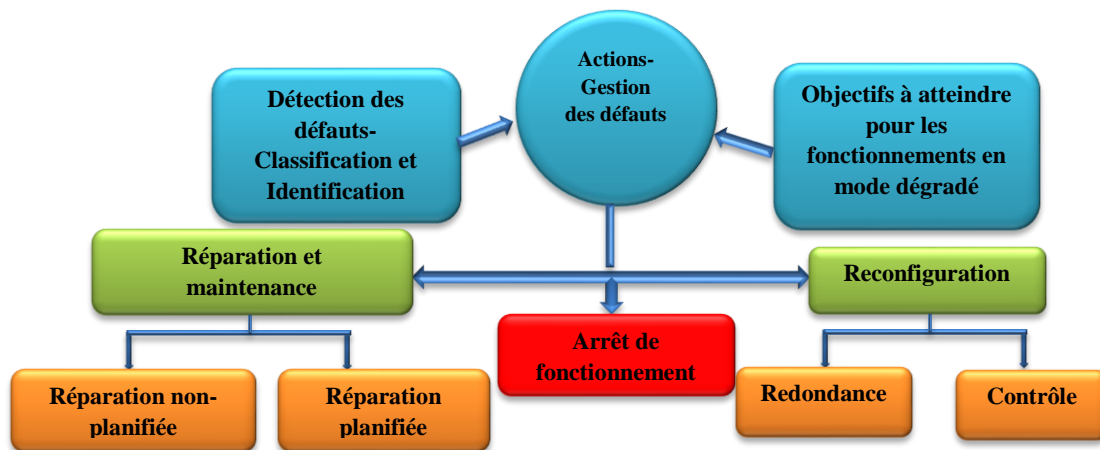 Actions-
Gestion
des défauts
Détection des
défauts-
Classification et
Identification
Objectifs à atteindre
pour les
fonctionnements en
mode dégradé
Réparation et
maintenance
Reconfiguration
Arrêt de
fonctionnement
Réparation non-
planifiée
Réparation
planifiée
Redondance
Contrôle